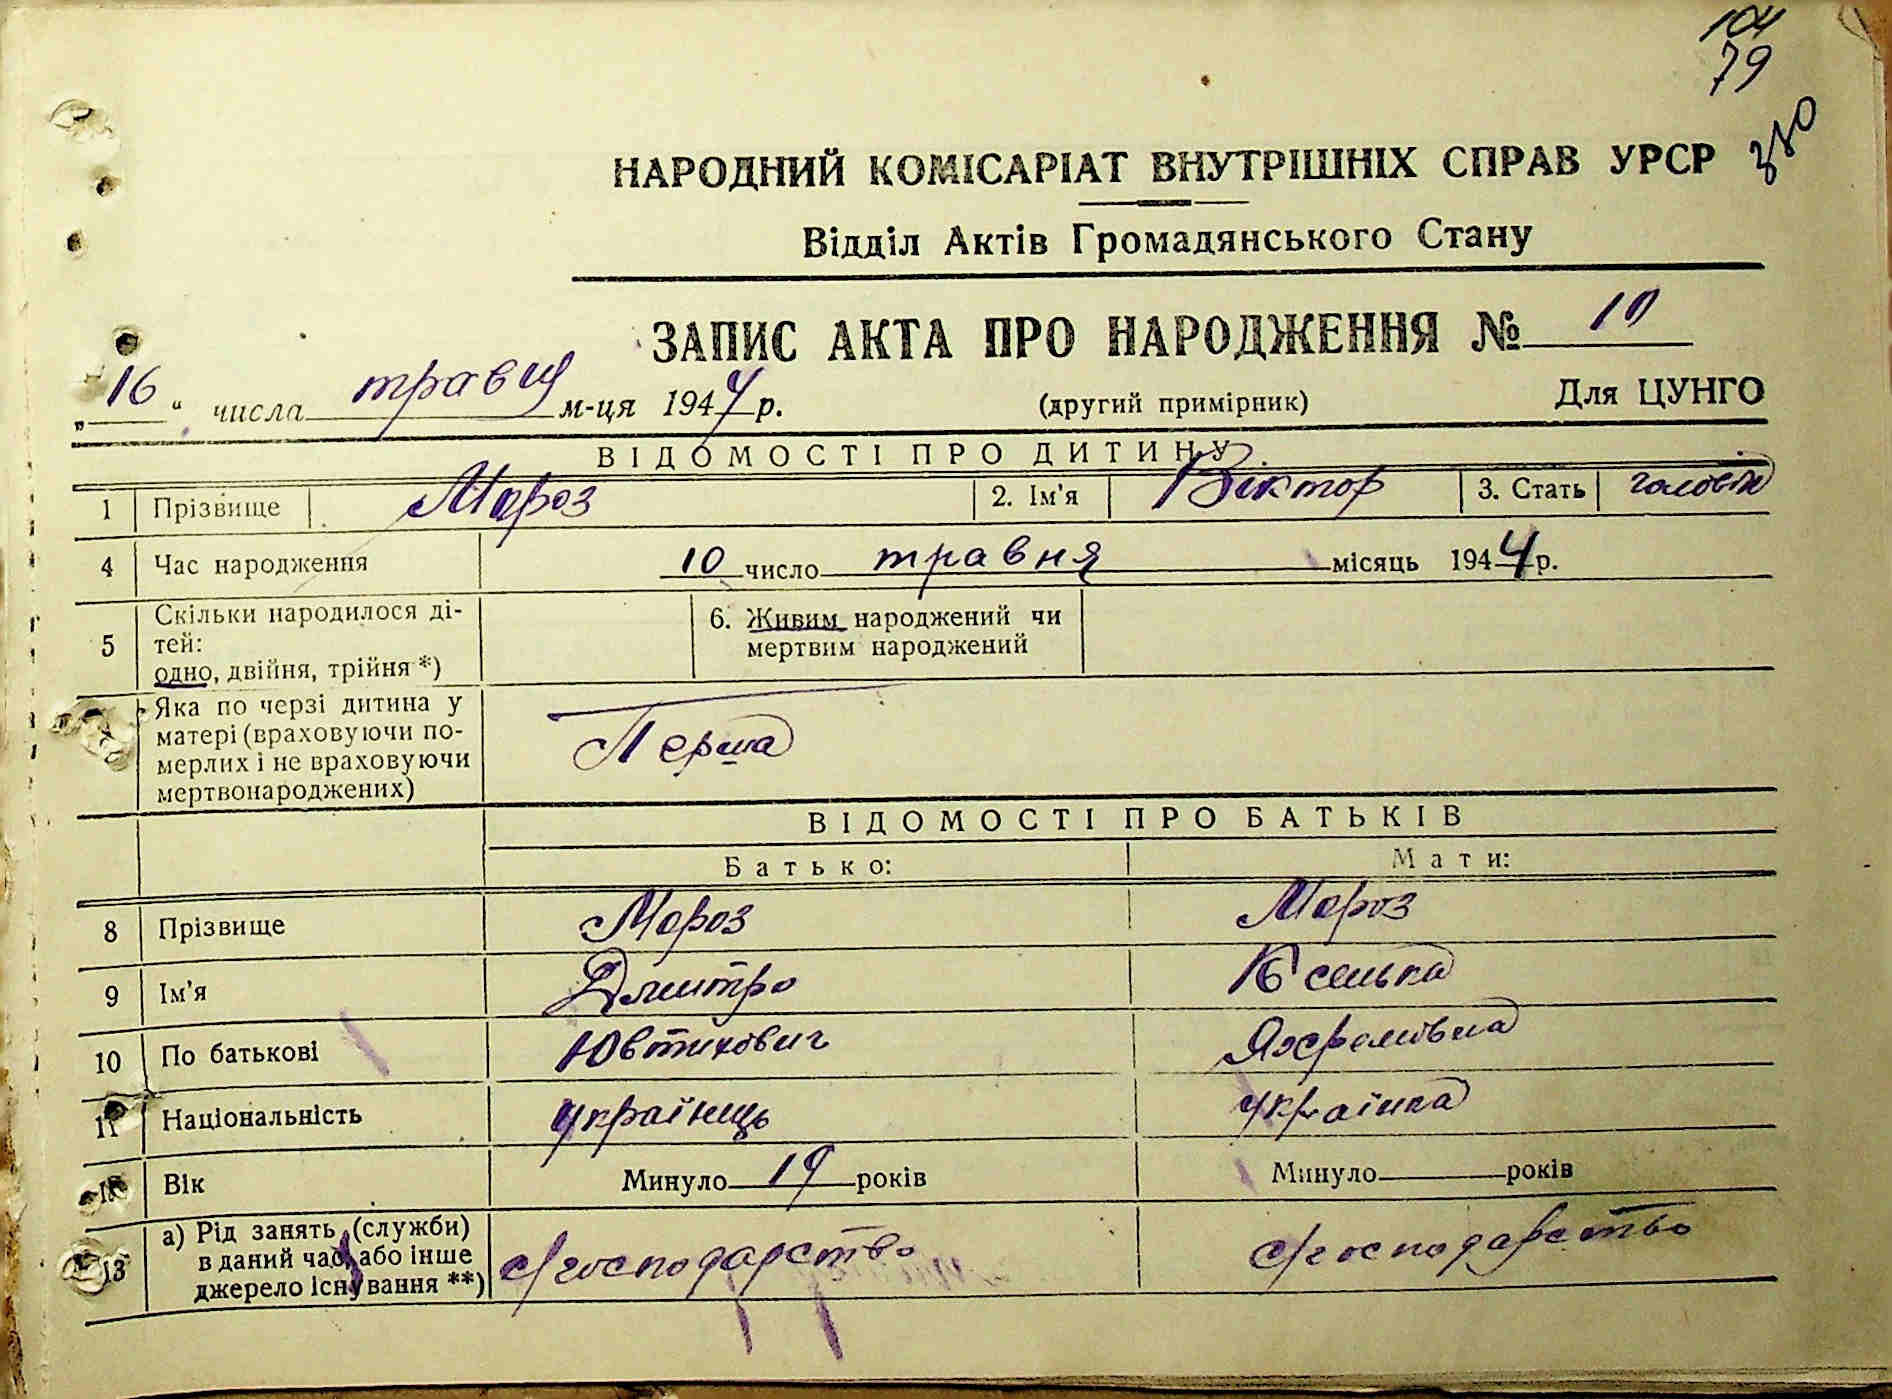 104
79
НАРОДНИЙ КОМІСАРІАТ ВНУТРІШНІХ СПРАВ УРСР
Відділ Актів Громадянського Стану
ЗАПИС АКТА ПРО НАРОДЖЕННЯ № 10
„16“ числа травня м-ця 1944 р. (другий примірник) Для ЦУНГО
ВІДОМОСТІ ПРО ДИТИНУ
1 Прізвище Мороз 2. Ім'я Віктор 3. Стать
4 Час народження 10 число травня місяць 1944 р.
5 Скільки народилося ді-
тей:
одно, двійня, трійня *)
6. Живим народжений чи
мертвим народжений
Яка по черзі дитина у
матері (враховуючи по-
мерлих і не враховуючи
мертвонароджених)
Перша
ВІДОМОСТІ ПРО БАТЬКІВ
Батько: Мати:
8 Прізвище Мороз Мороз
9 Ім'я Дмитро
10 По батькові Ювтихович
11 Національність українець українка
Вік Минуло 19 років Минуло років
13 а) Рід занять (служби)
в даний час або інше
джерело існування **)
с/господарство с/господарство